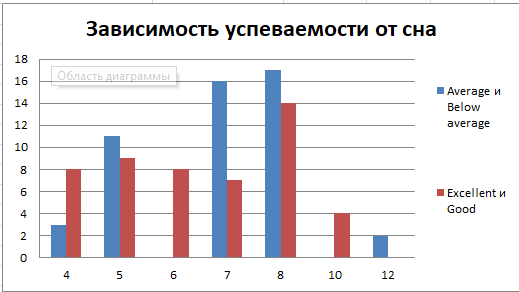 Зависимость успеваемости от сна
Область диаграммы
18
16
14
12
10
8
6
4
2
0
4 5 6 7 8 10 12
Average и
Below
average
Excellent и
Good